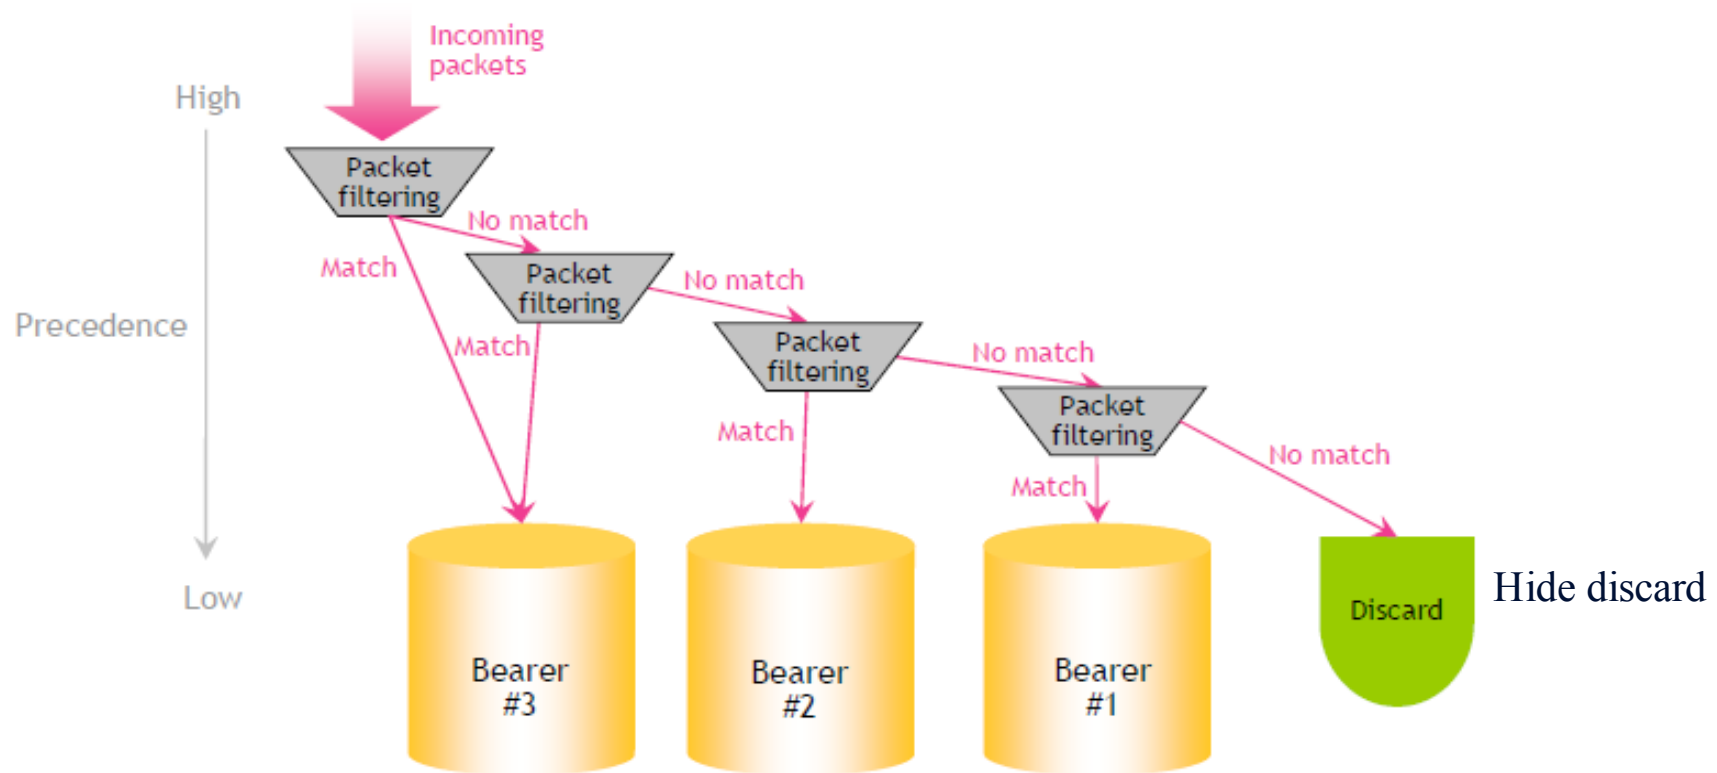 Incoming
packets
High
Packet
filtering
No match
Match
Packet
filtering
No match
Precedence
Match
Packet
filtering
No match
Match
Packet
filtering
No match
Match
Low
Bearer
#3
Bearer
#2
Bearer
#1
Discard
Hide discard